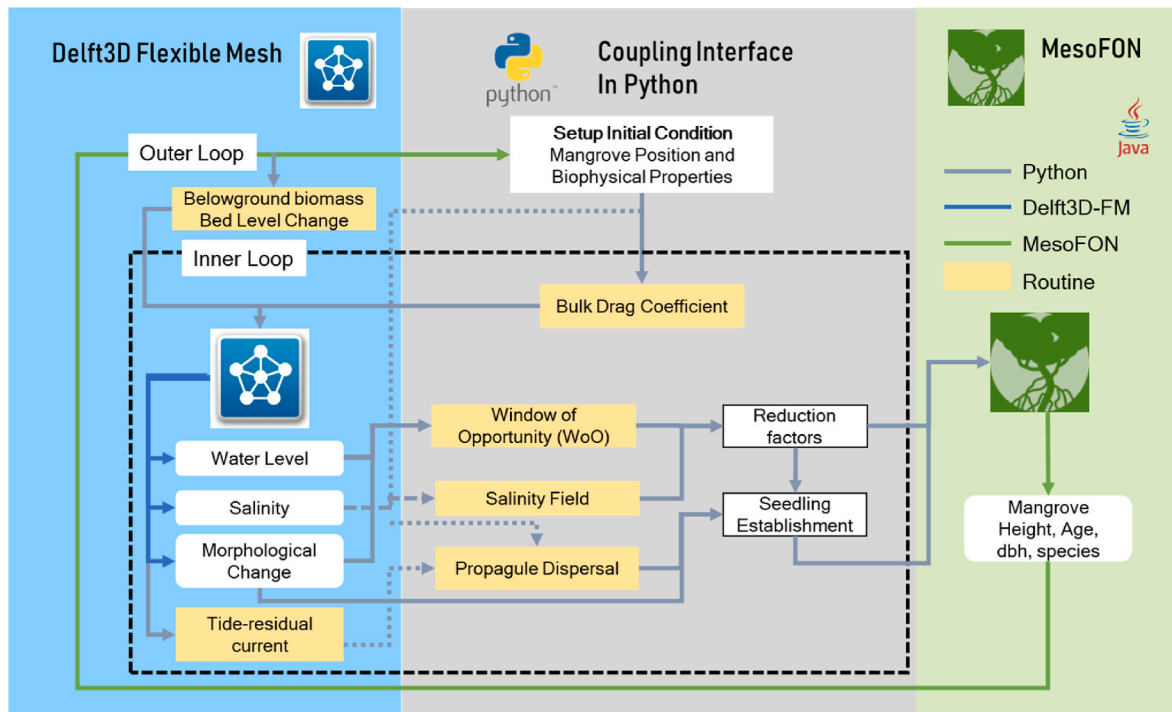 Delft3D Flexible Mesh
python™
Coupling Interface
In Python
MesoFON
Java
Setup Initial Condition
Mangrove Position and
Biophysical Properties
Outer Loop
Belowground biomass
Bed Level Change
Inner Loop
Bulk Drag Coefficient
Python
Delft3D-FM
MesoFON
Routine
Window of
Opportunity (WoO)
Reduction
factors
Water Level
Salinity
Salinity Field
Seedling
Establishment
Morphological
Change
Propagule Dispersal
Mangrove
Height, Age,
dbh, species
Tide-residual
current